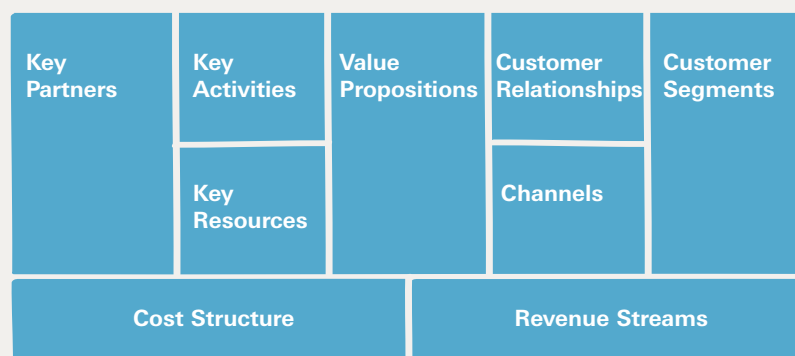 Key
Partners
Key
Activities
Key
Resources
Value
Propositions
Customer
Relationships
Channels
Customer
Segments
Cost Structure
Revenue Streams